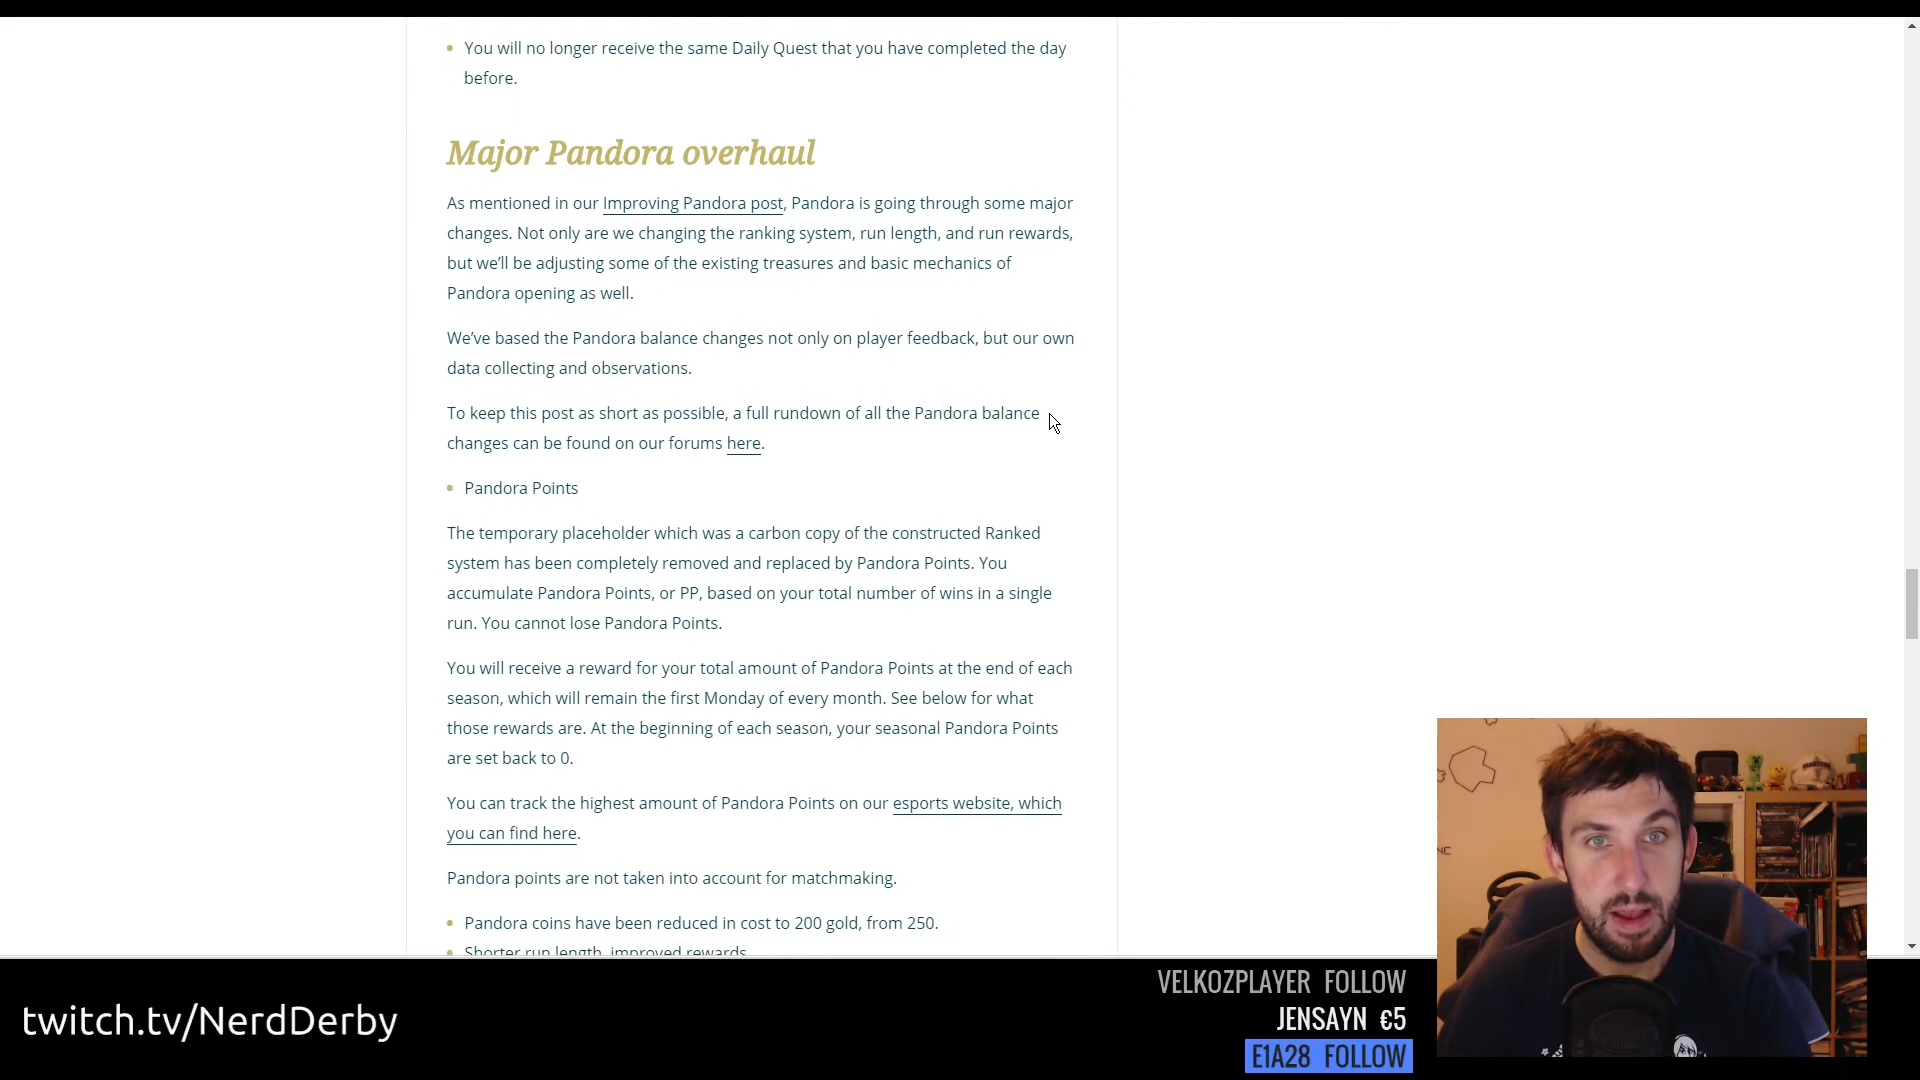 You will no longer receive the same Daily Quest that you have completed the day
before.
Major Pandora overhaul
As mentioned in our Improving Pandora post, Pandora is going through some major
changes. Not only are we changing the ranking system, run length, and run rewards,
but we’ll be adjusting some of the existing treasures and basic mechanics of
Pandora opening as well.
We’ve based the Pandora balance changes not only on player feedback, but our own
data collecting and observations.
To keep this post as short as possible, a full rundown of all the Pandora balance
changes can be found on our forums here.
Pandora Points
The temporary placeholder which was a carbon copy of the constructed Ranked
system has been completely removed and replaced by Pandora Points. You
accumulate Pandora Points, or PP, based on your total number of wins in a single
run. You cannot lose Pandora Points.
You will receive a reward for your total amount of Pandora Points at the end of each
season, which will remain the first Monday of every month. See below for what
those rewards are. At the beginning of each season, your seasonal Pandora Points
are set back to 0.
You can track the highest amount of Pandora Points on our esports website, which
you can find here.
Pandora points are not taken into account for matchmaking.
Pandora coins have been reduced in cost to 200 gold, from 250.
Shorter run length, improved rewards
twitch.tv/NerdDerby
VELKOZPLAYER FOLLOW
JENSAYN €5
E1A28 FOLLOW